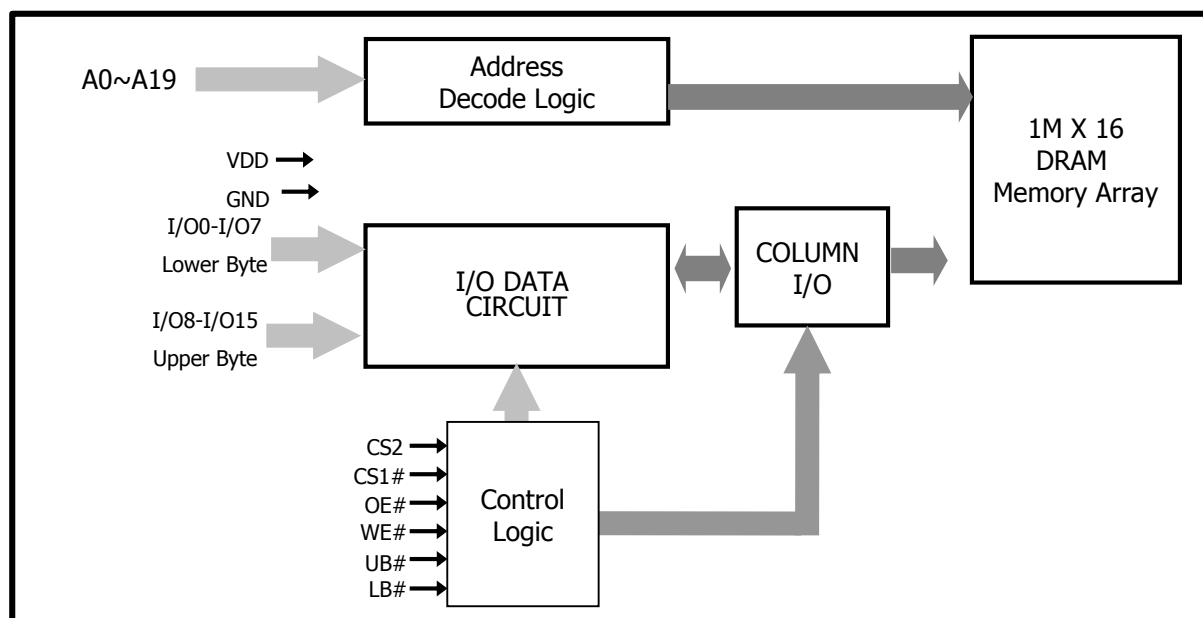 A0~A19
Address
Decode Logic
1M X 16
DRAM
Memory Array
VDD
GND
I/O0-I/O7
Lower Byte
I/O8-I/O15
Upper Byte
I/O DATA
CIRCUIT
COLUMN
I/O
CS2
CS1#
OE#
WE#
UB#
LB#
Control
Logic